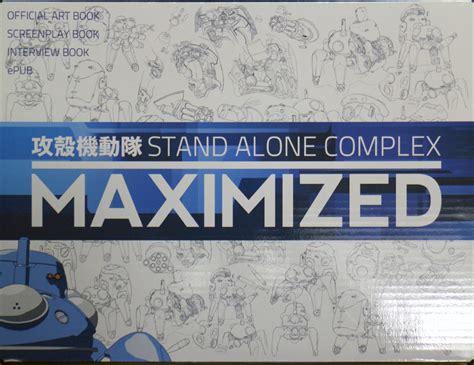 OFFICIAL ART BOOK
SCREENPLAY BOOK
INTERVIEW BOOK
ePUB
攻殻機動隊 STAND ALONE COMPLEX
MAXIMIZED